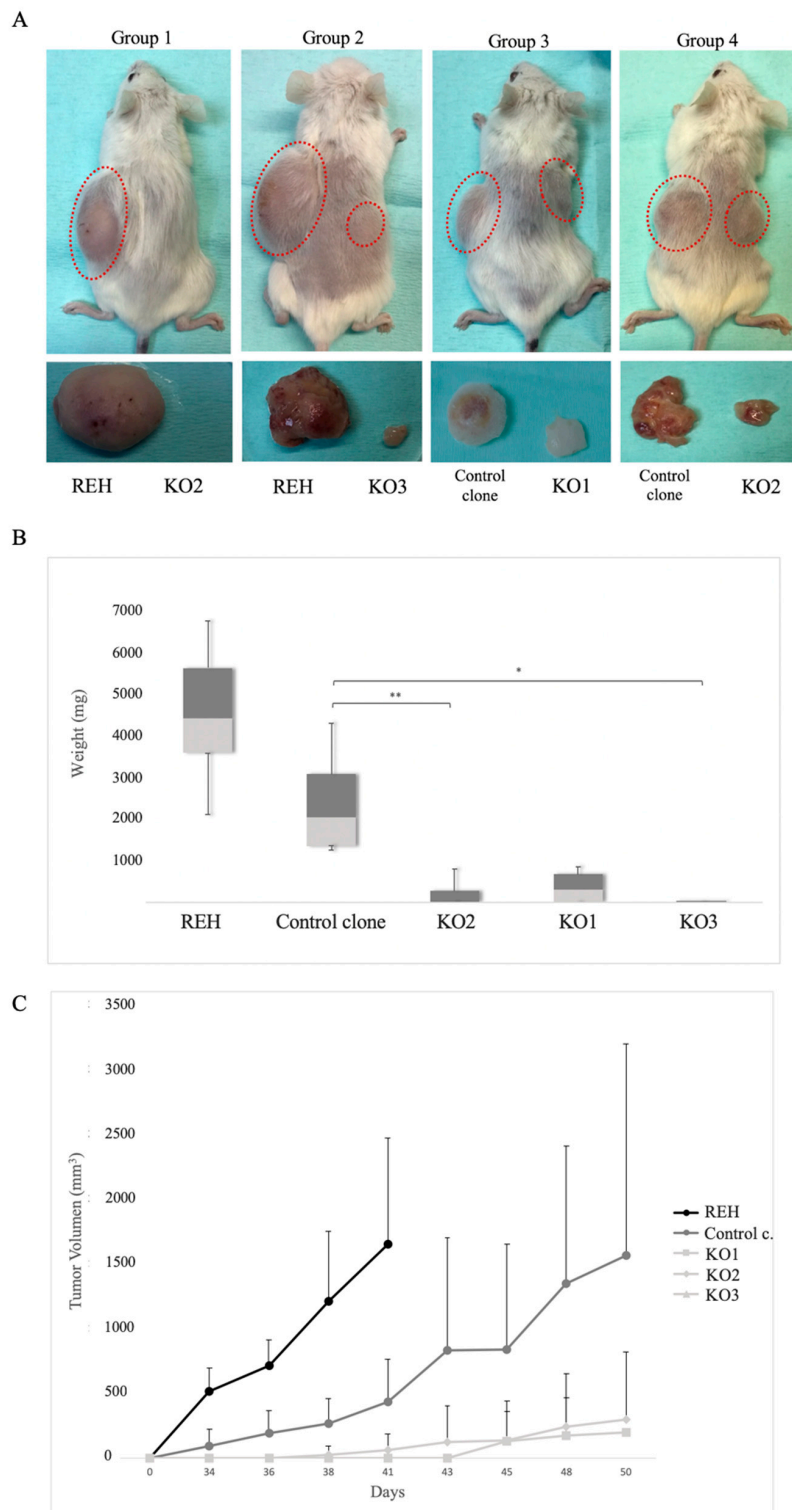 A
Group 1 Group 2 Group 3 Group 4
REH KO2 REH KO3 Control clone KO1 Control clone KO2
B
7000
6000
5000
4000
3000
2000
1000
Weight (mg)
**
*
REH Control clone KO2 KO1 KO3
C
3500
3000
2500
2000
1500
1000
500
0
Tumor Volumen (mm³)
REH
Control c.
KO1
KO2
KO3
0 34 36 38 41 43 45 48 50
Days